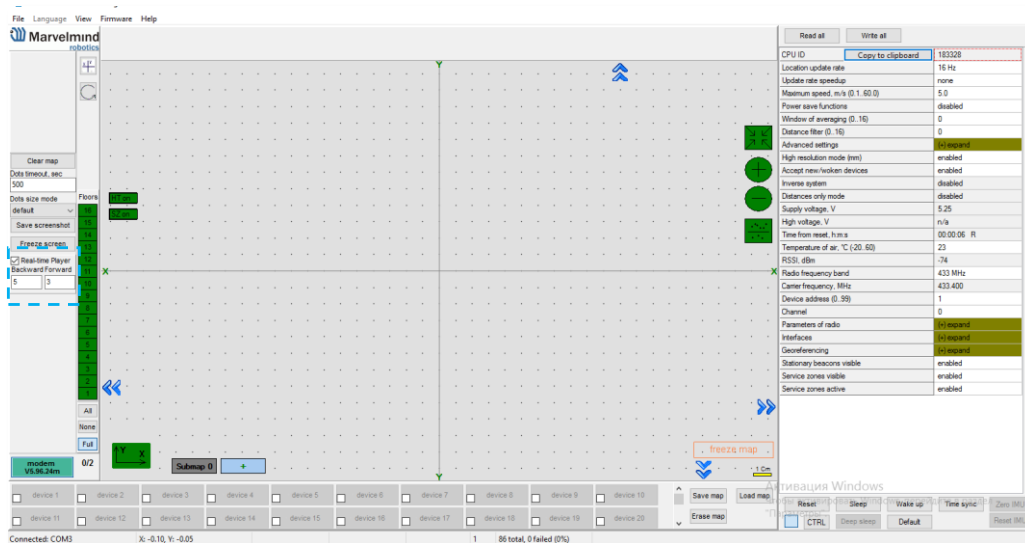 File Language View Firmware Help
Marvelmind
robotics
Clear map
Dots timeout, sec
500
Dots size mode
default
Save screenshot
Freeze screen
Real-time Player
Backward Forward
5 3
modem
V5.96.24m
Floors
16
15
14
13
12
11
10
9
8
7
6
5
4
3
2
1
All
None
Full
0/2
Y
HT on
SZ on
X X
Y X
Submap 0 +
Y
freeze map
1.0m
Read all Write all
CPU ID Copy to clipboard 183328
Location update rate 16 Hz
Update rate speedup none
Maximum speed, m/s (0.1..60.0) 5.0
Power save functions disabled
Window of averaging (0..16) 0
Distance filter (0..16) 0
Advanced settings (+) expand
High resolution mode (mm) enabled
Accept new/woken devices enabled
Inverse system disabled
Distances only mode disabled
Supply voltage, V 5.25
High voltage, V n/a
Time from reset, h:m:s 00:00:06 R
Temperature of air, °C (-20..60) 23
RSSI, dBm -74
Radio frequency band 433 MHz
Carrier frequency, MHz 433.400
Device address (0..99) 1
Channel 0
Parameters of radio (+) expand
Interfaces (+) expand
Georeferencing (+) expand
Stationary beacons visible enabled
Service zones visible enabled
Service zones active enabled
device 1 device 2 device 3 device 4 device 5 device 6 device 7 device 8 device 9 device 10
device 11 device 12 device 13 device 14 device 15 device 16 device 17 device 18 device 19 device 20
Save map Load map
Erase map
Активация Windows
Reset Sleep Wake up Time sync Zero IMU
CTRL Deep sleep Default Reset IMU
Connected: COM3 X: -0.10, Y: -0.05 1 86 total, 0 failed (0%)